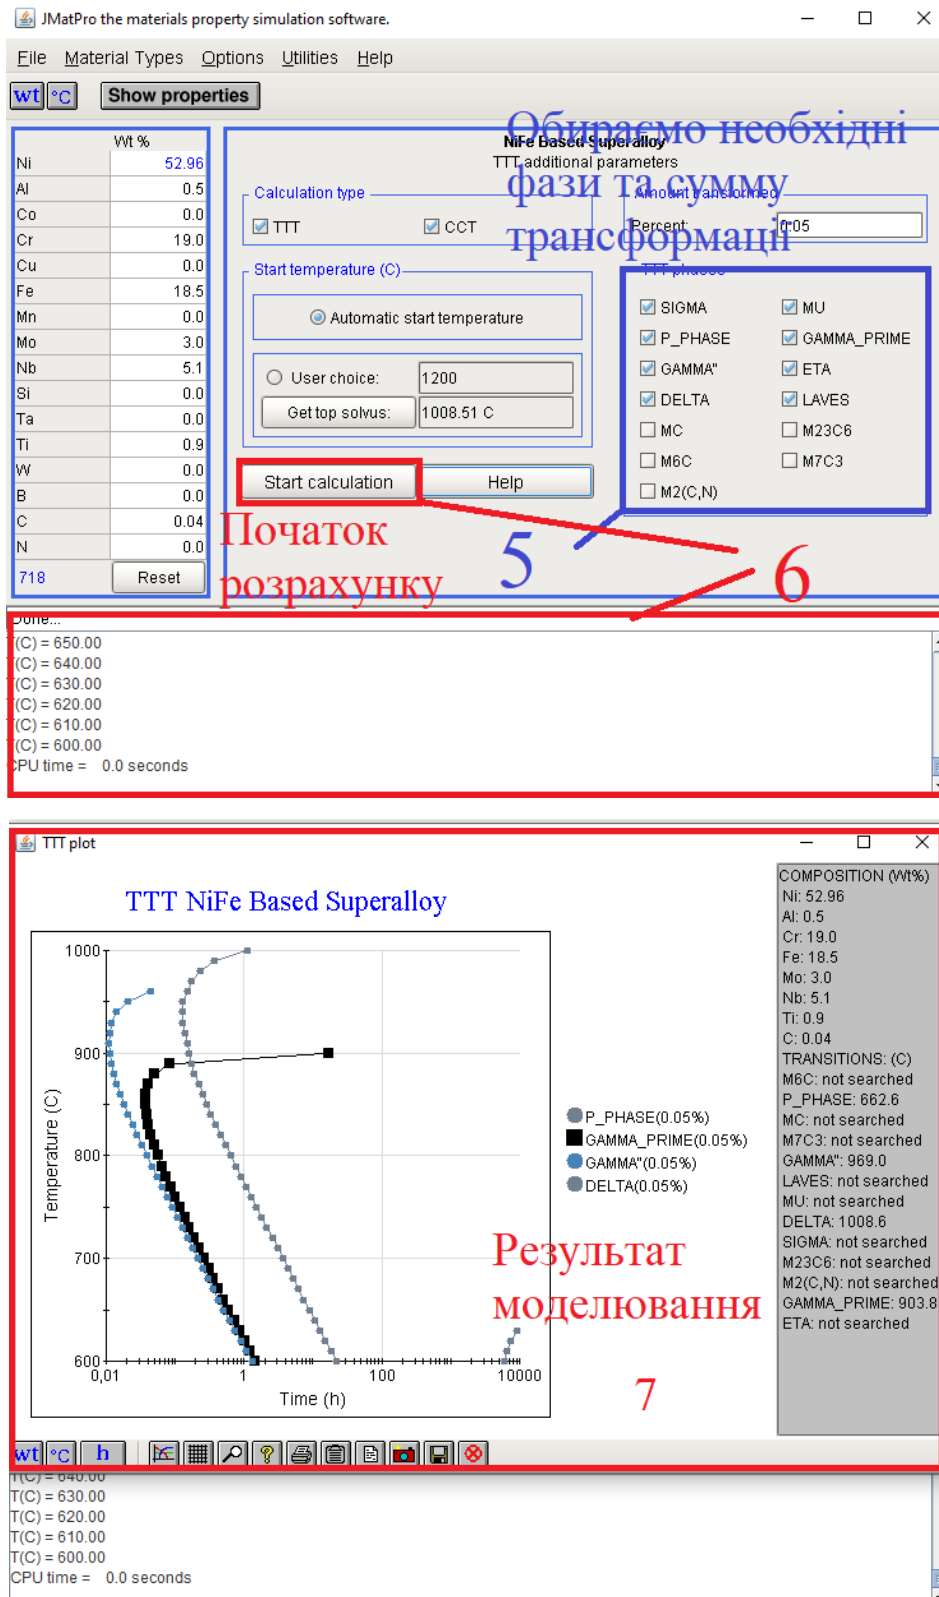 JMatPro the materials property simulation software.
File Material Types Options Utilities Help
wt °C Show properties
Обираємо необхідні
фази та сумму
трансформації
Wt %
Ni 52.96
Al 0.5
Co 0.0
Cr 19.0
Cu 0.0
Fe 18.5
Mn 0.0
Mo 3.0
Nb 5.1
Si 0.0
Ta 0.0
Ti 0.9
W 0.0
B 0.0
C 0.04
N 0.0
718 Reset
NiFe Based Superalloy
TTT additional parameters
Calculation type
TTT CCT
Amount transformed
Percent: 0.05
Start temperature (C)
Automatic start temperature
User choice: 1200
Get top solvus: 1008.51 C
TTT phases
SIGMA MU
P_PHASE GAMMA_PRIME
GAMMA" ETA
DELTA LAVES
MC M23C6
M6C M7C3
M2(C,N)
Start calculation Help
Початок
розрахунку
5
6
Done...
T(C) = 650.00
T(C) = 640.00
T(C) = 630.00
T(C) = 620.00
T(C) = 610.00
T(C) = 600.00
CPU time = 0.0 seconds
TTT plot
TTT NiFe Based Superalloy
Temperature (C)
1000
900
800
700
600
0,01 1 100 10000
Time (h)
P_PHASE(0.05%)
GAMMA_PRIME(0.05%)
GAMMA"(0.05%)
DELTA(0.05%)
Результат
моделювання
7
COMPOSITION (Wt%)
Ni: 52.96
Al: 0.5
Cr: 19.0
Fe: 18.5
Mo: 3.0
Nb: 5.1
Ti: 0.9
C: 0.04
TRANSITIONS: (C)
M6C: not searched
P_PHASE: 662.6
MC: not searched
M7C3: not searched
GAMMA": 969.0
LAVES: not searched
MU: not searched
DELTA: 1008.6
SIGMA: not searched
M23C6: not searched
M2(C,N): not searched
GAMMA_PRIME: 903.8
ETA: not searched
wt °C h
T(C) = 640.00
T(C) = 630.00
T(C) = 620.00
T(C) = 610.00
T(C) = 600.00
CPU time = 0.0 seconds